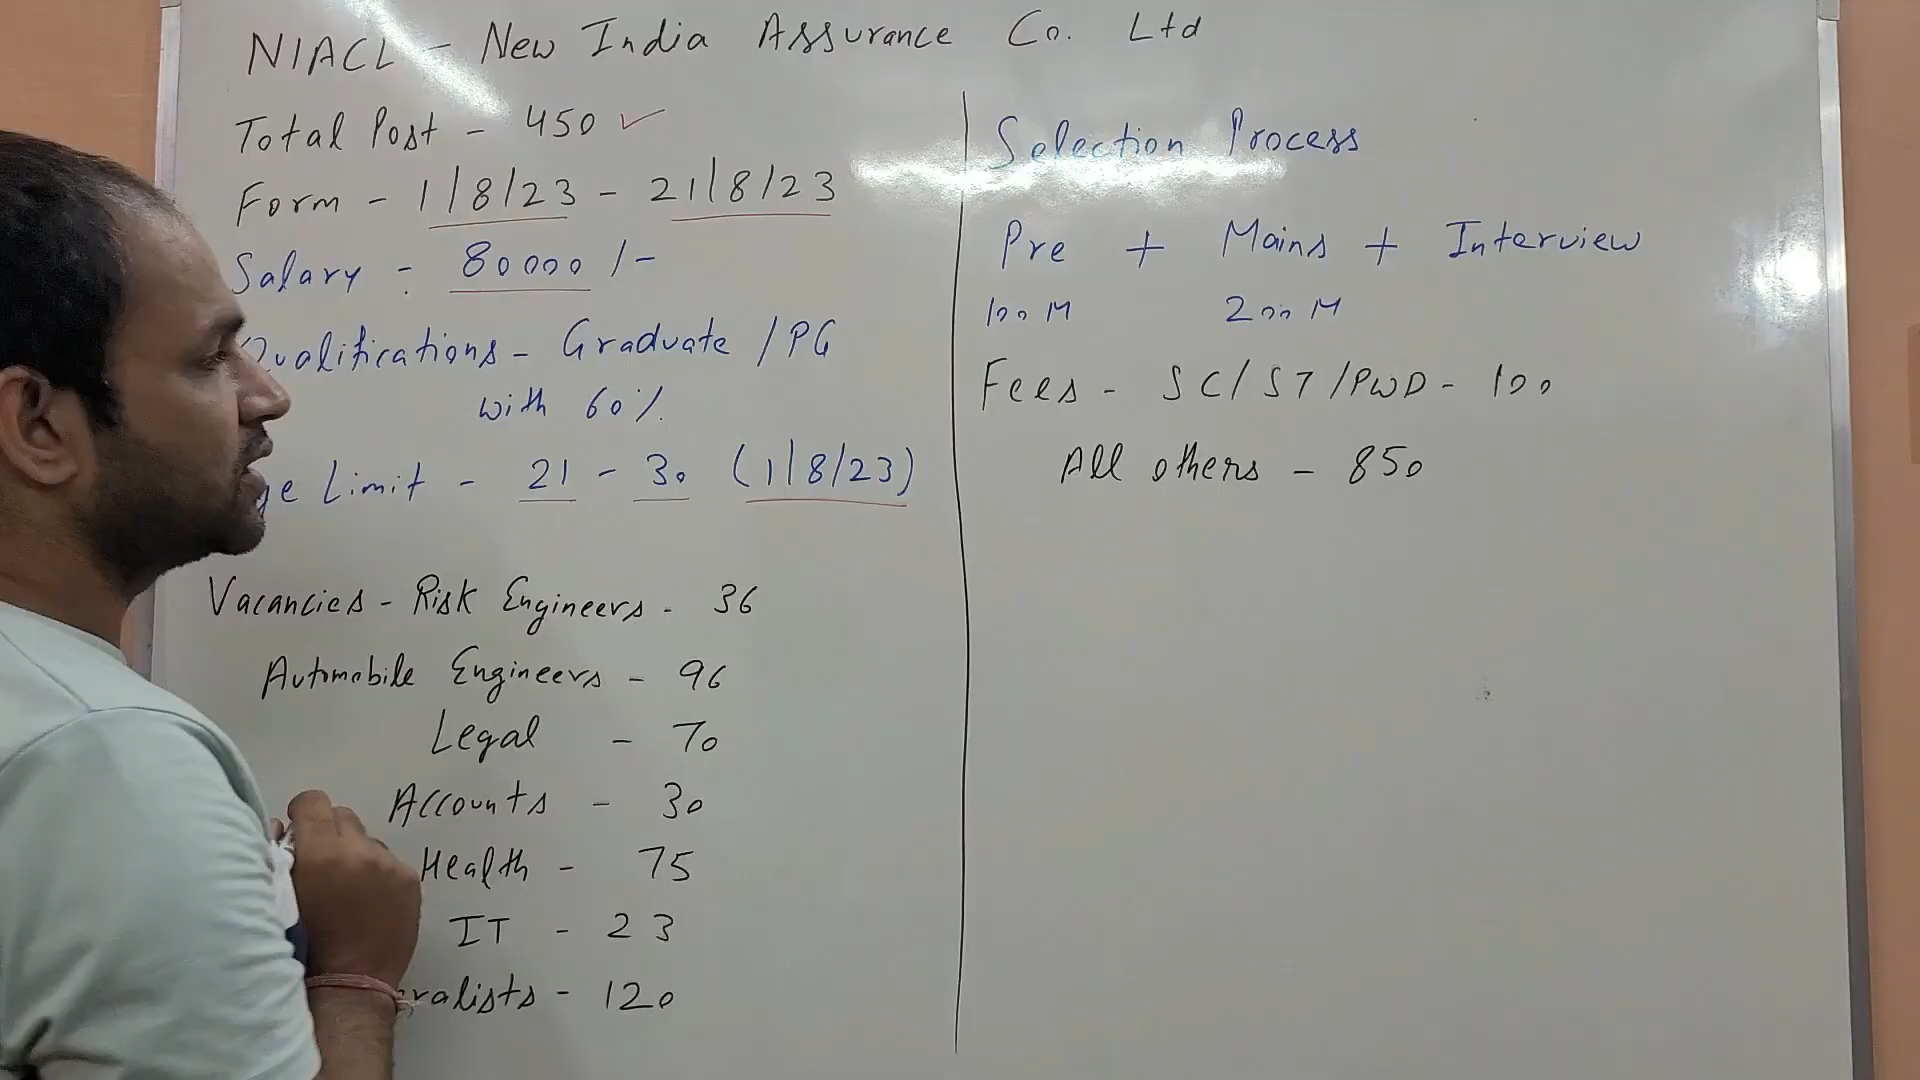 NIACL - New India Assurance Co. Ltd
Total Post - 450 ✓
Form - 1/8/23 - 21/8/23
Salary - 80000/-
Qualifications - Graduate / PG
with 60%
Limit - 21 - 30 (1/8/23)
Vacancies - Risk Engineers - 36
Automobile Engineers - 96
Legal - 70
Accounts - 30
Health - 75
IT - 23
ralists - 120
Selection Process
Pre + Mains + Interview
100 M 200 M
Fees - SC/ST/PWD - 100
All others - 850